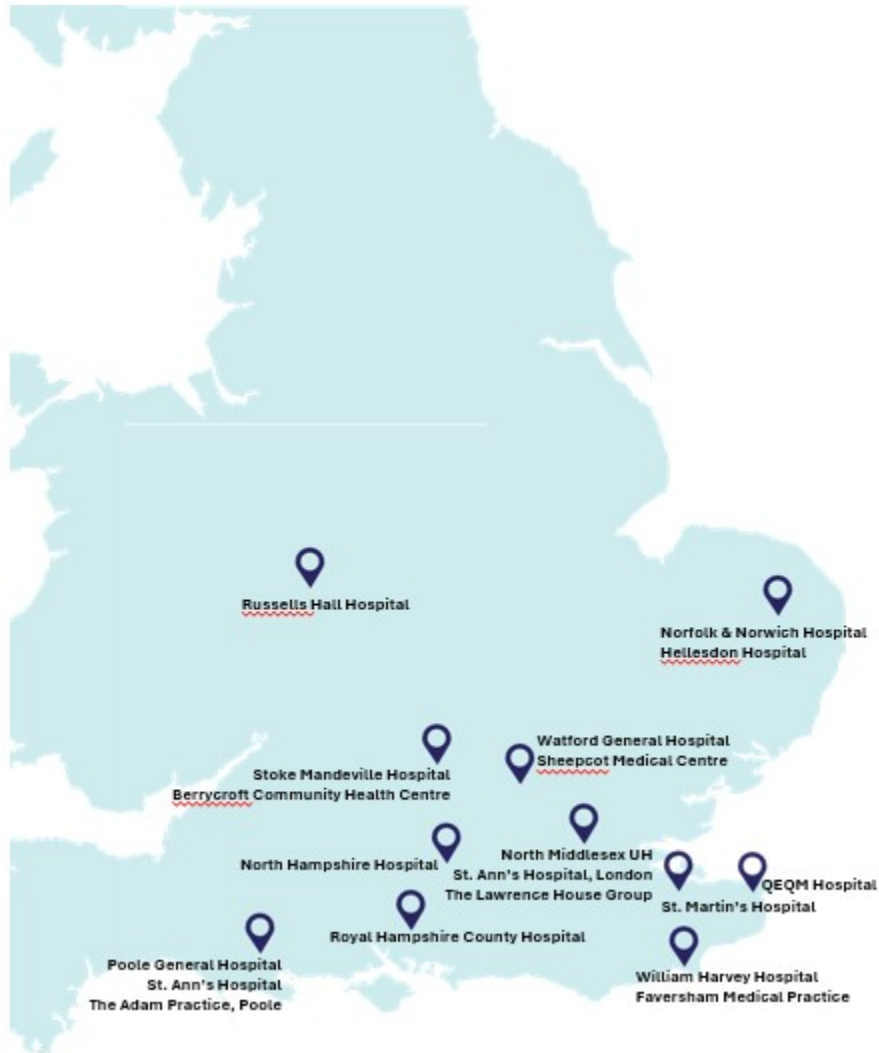 Russells Hall Hospital
Norfolk & Norwich Hospital
Hellesdon Hospital
Watford General Hospital
Sheepcot Medical Centre
Stoke Mandeville Hospital
Berrycroft Community Health Centre
North Middlesex UH
St. Ann's Hospital, London
The Lawrence House Group
North Hampshire Hospital
QEQM Hospital
St. Martin's Hospital
Royal Hampshire County Hospital
Poole General Hospital
St. Ann's Hospital
The Adam Practice, Poole
William Harvey Hospital
Faversham Medical Practice